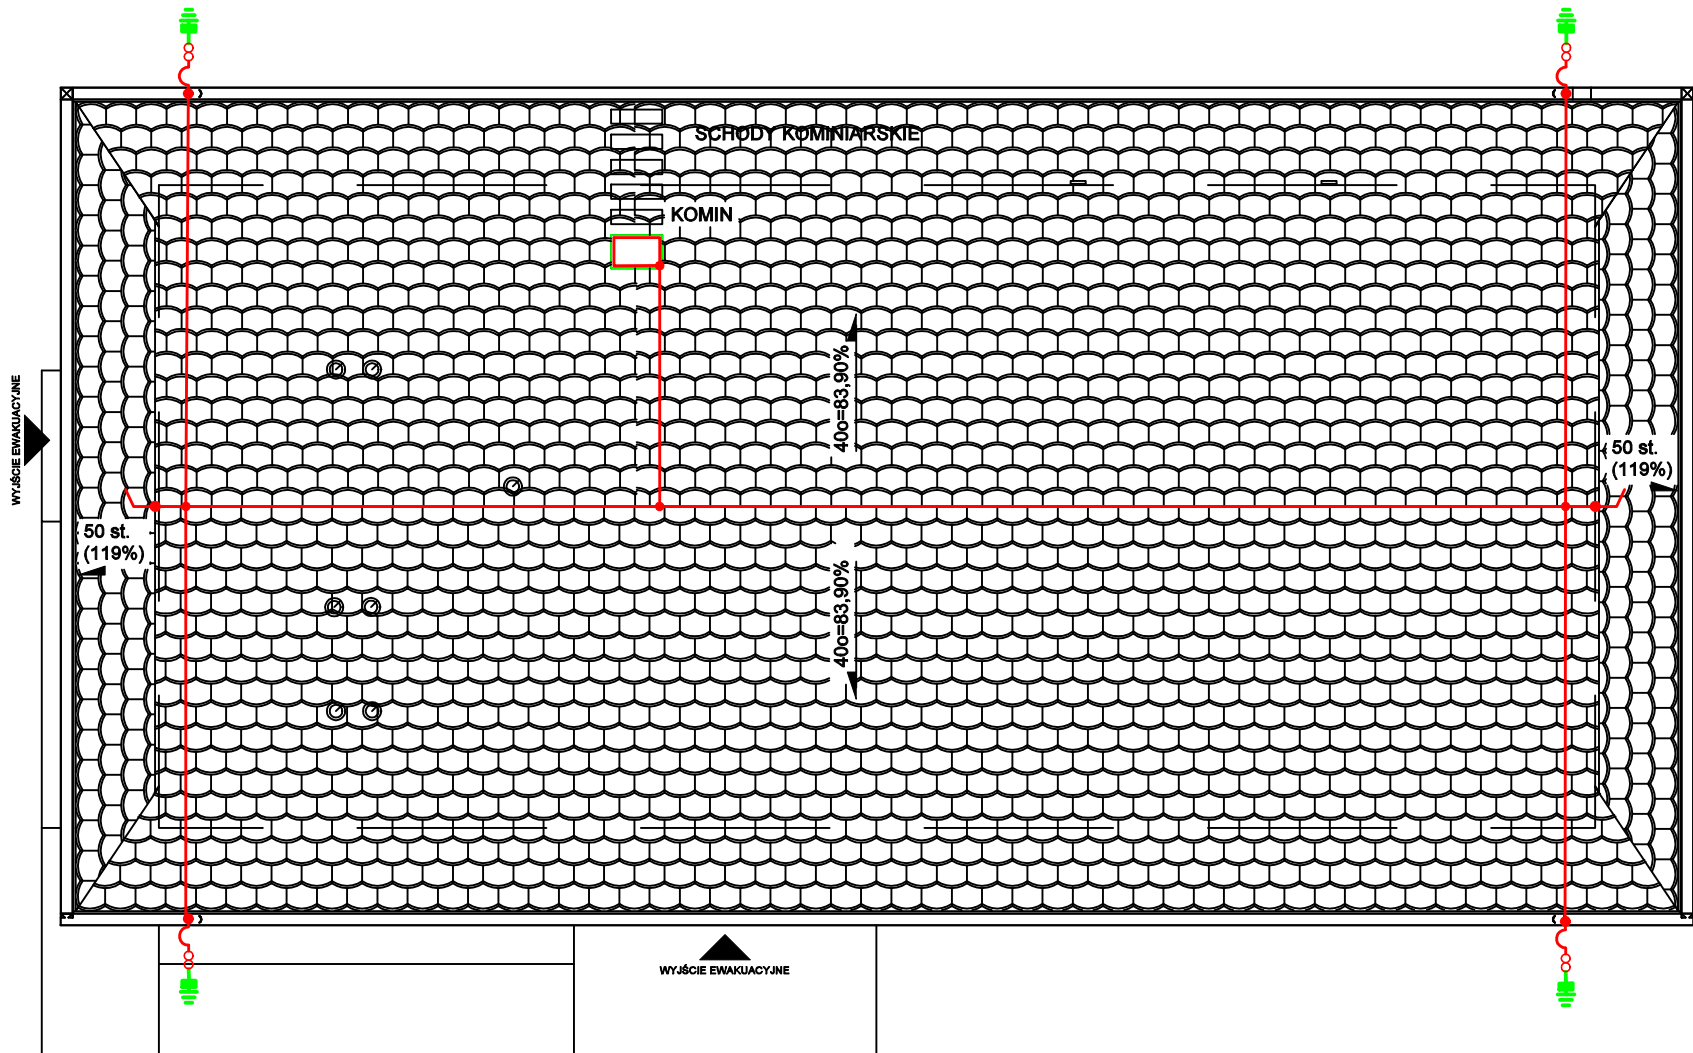 SCHODY KOMINIARSKIE
KOMIN
40o=83,90%
WYJŚCIE EWAKUACYJNE
50 st.
(119%)
50 st.
(119%)
40o=83,90%
WYJŚCIE EWAKUACYJNE